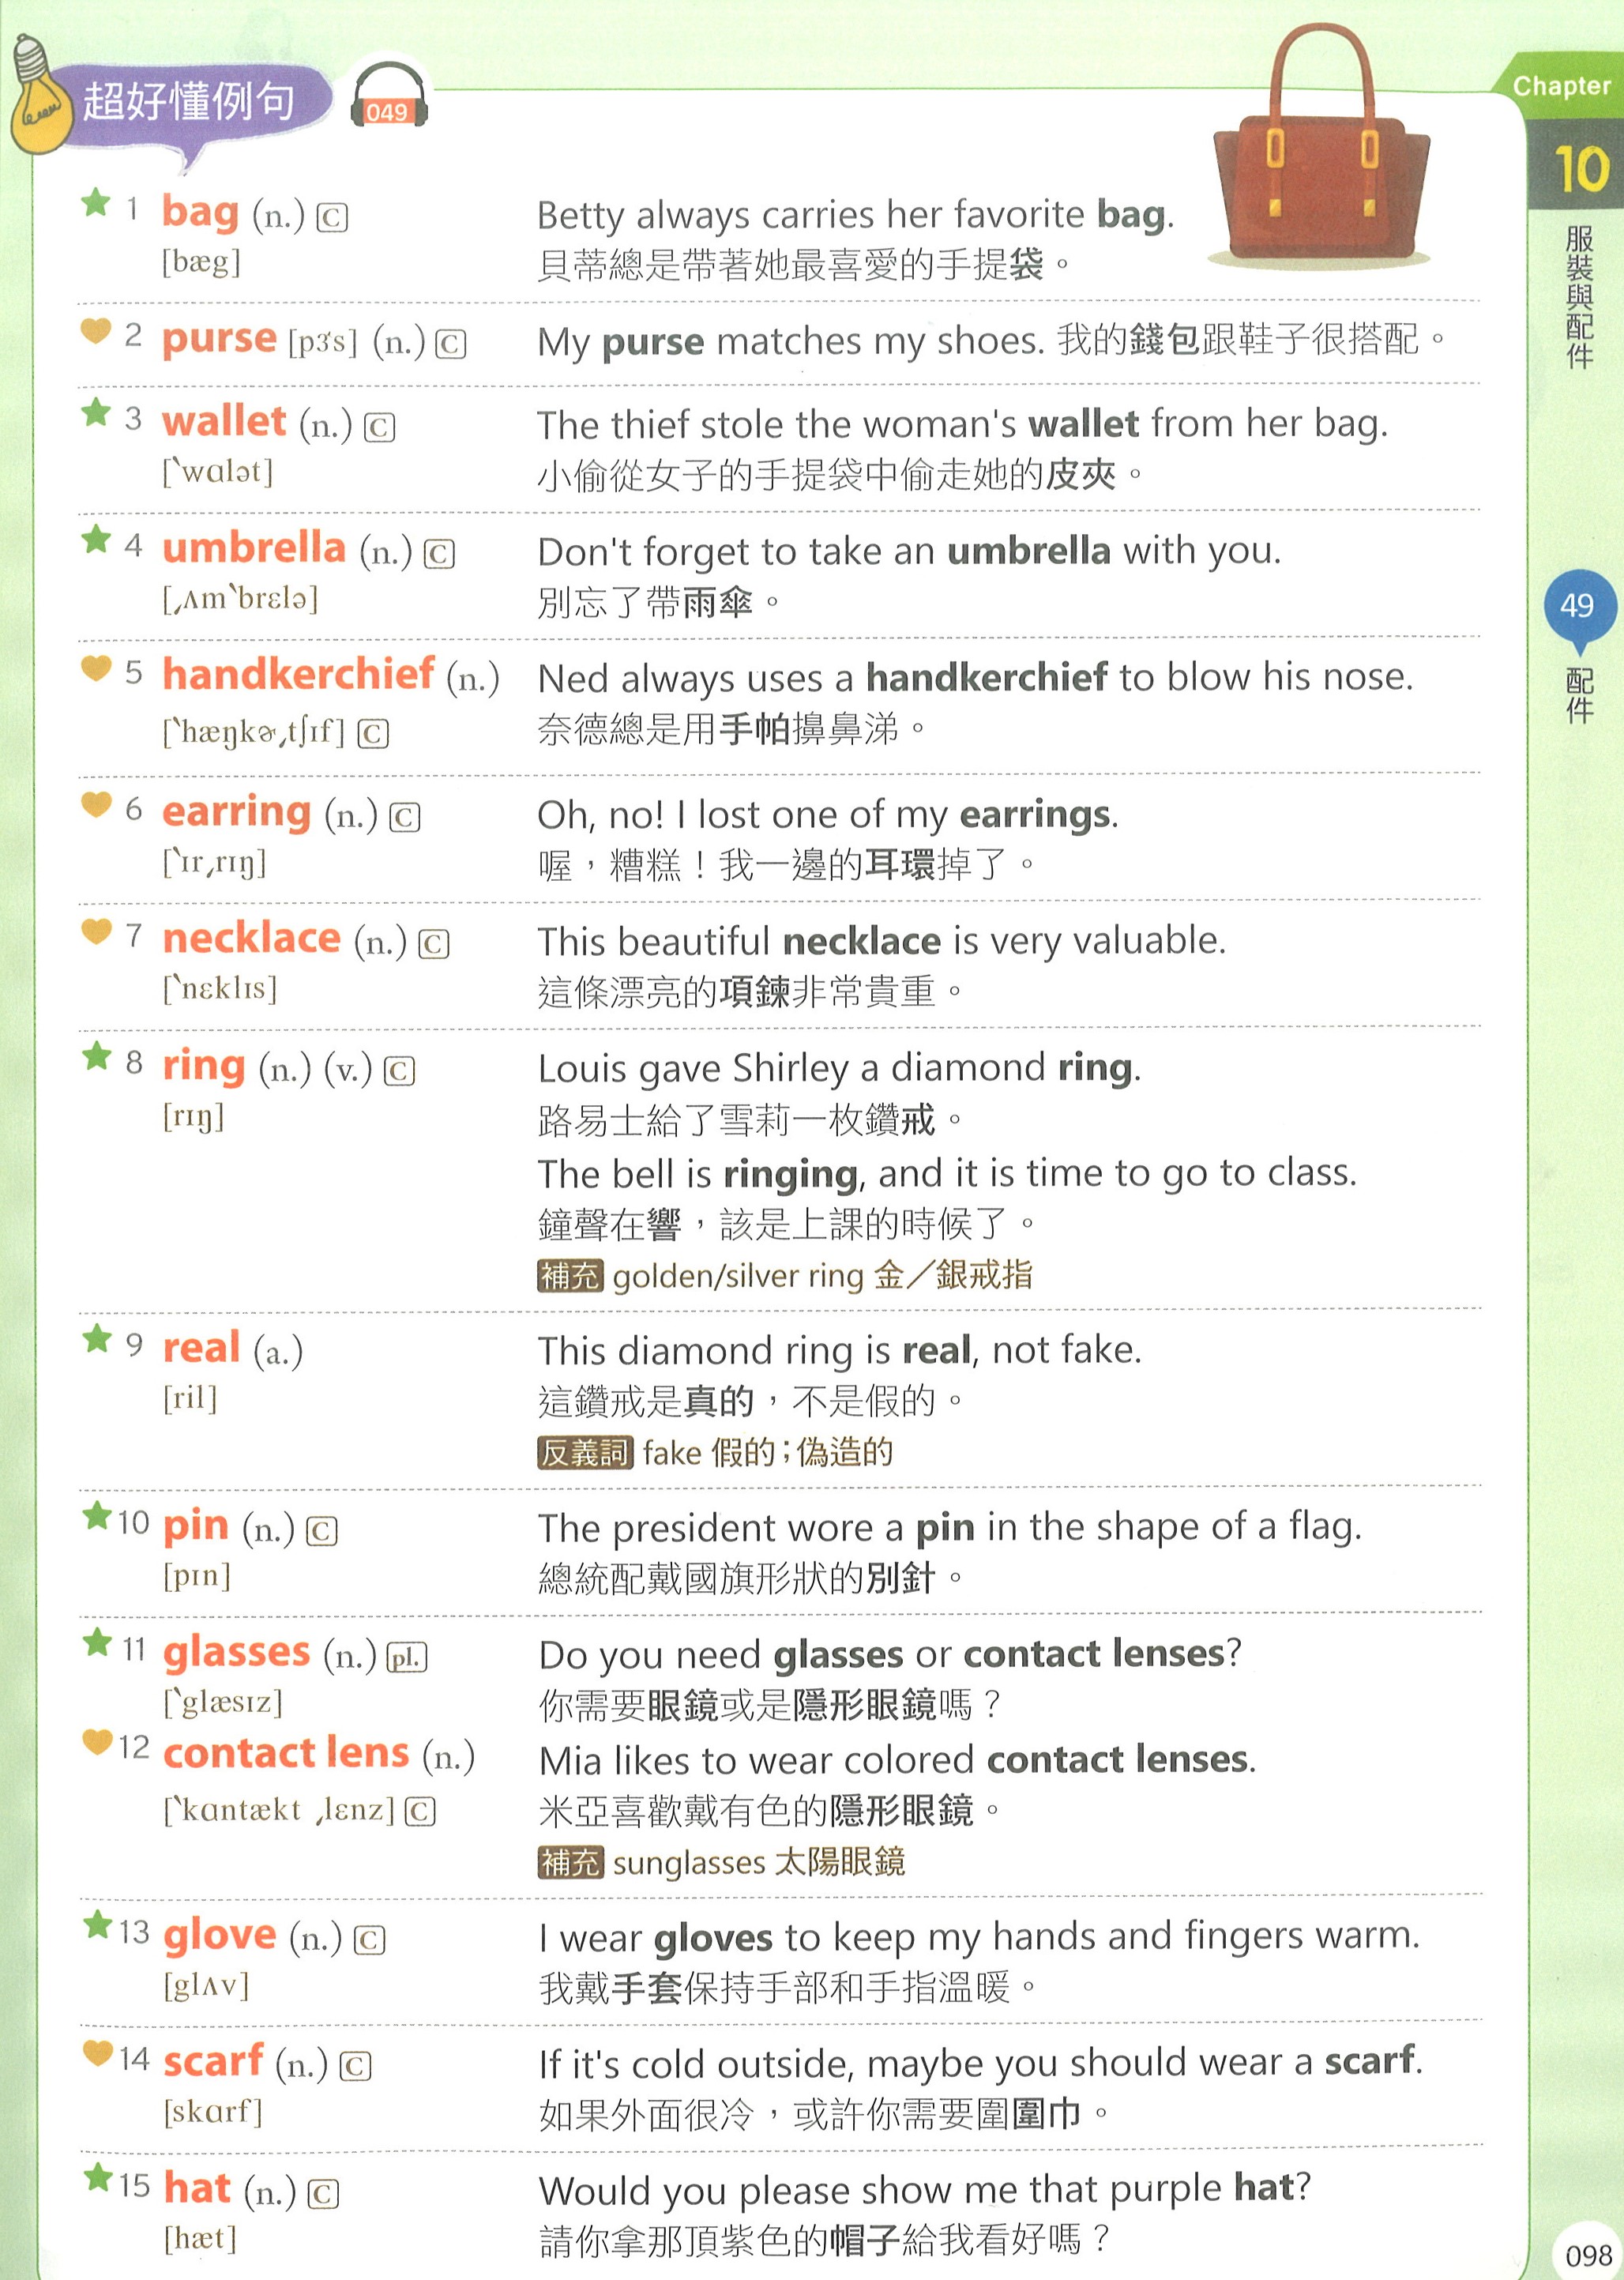 超好懂例句
049
Chapter
10
服裝與配件
49
配件
1 bag (n.) C
[bæg]
Betty always carries her favorite bag.
貝蒂總是帶著她最喜愛的手提袋。
2 purse [pɝs] (n.) C
My purse matches my shoes. 我的錢包跟鞋子很搭配。
3 wallet (n.) C
[ˋwɑlət]
The thief stole the woman's wallet from her bag.
小偷從女子的手提袋中偷走她的皮夾。
4 umbrella (n.) C
[ˌʌmˋbrɛlə]
Don't forget to take an umbrella with you.
別忘了帶雨傘。
5 handkerchief (n.)
[ˋhæŋkɚˌtʃɪf] C
Ned always uses a handkerchief to blow his nose.
奈德總是用手帕擤鼻涕。
6 earring (n.) C
[ˋɪrˌrɪŋ]
Oh, no! I lost one of my earrings.
喔，糟糕！我一邊的耳環掉了。
7 necklace (n.) C
[ˋnɛklɪs]
This beautiful necklace is very valuable.
這條漂亮的項鍊非常貴重。
8 ring (n.) (v.) C
[rɪŋ]
Louis gave Shirley a diamond ring.
路易士給了雪莉一枚鑽戒。
The bell is ringing, and it is time to go to class.
鐘聲在響，該是上課的時候了。
補充 golden/silver ring 金／銀戒指
9 real (a.)
[ril]
This diamond ring is real, not fake.
這鑽戒是真的，不是假的。
反義詞 fake 假的；偽造的
10 pin (n.) C
[pɪn]
The president wore a pin in the shape of a flag.
總統配戴國旗形狀的別針。
11 glasses (n.) pl.
[ˋglæsɪz]
Do you need glasses or contact lenses?
你需要眼鏡或是隱形眼鏡嗎？
12 contact lens (n.)
[ˋkɑntækt ˌlɛnz] C
Mia likes to wear colored contact lenses.
米亞喜歡戴有色的隱形眼鏡。
補充 sunglasses 太陽眼鏡
13 glove (n.) C
[glʌv]
I wear gloves to keep my hands and fingers warm.
我戴手套保持手部和手指溫暖。
14 scarf (n.) C
[skɑrf]
If it's cold outside, maybe you should wear a scarf.
如果外面很冷，或許你需要圍圍巾。
15 hat (n.) C
[hæt]
Would you please show me that purple hat?
請你拿那頂紫色的帽子給我看好嗎？
098